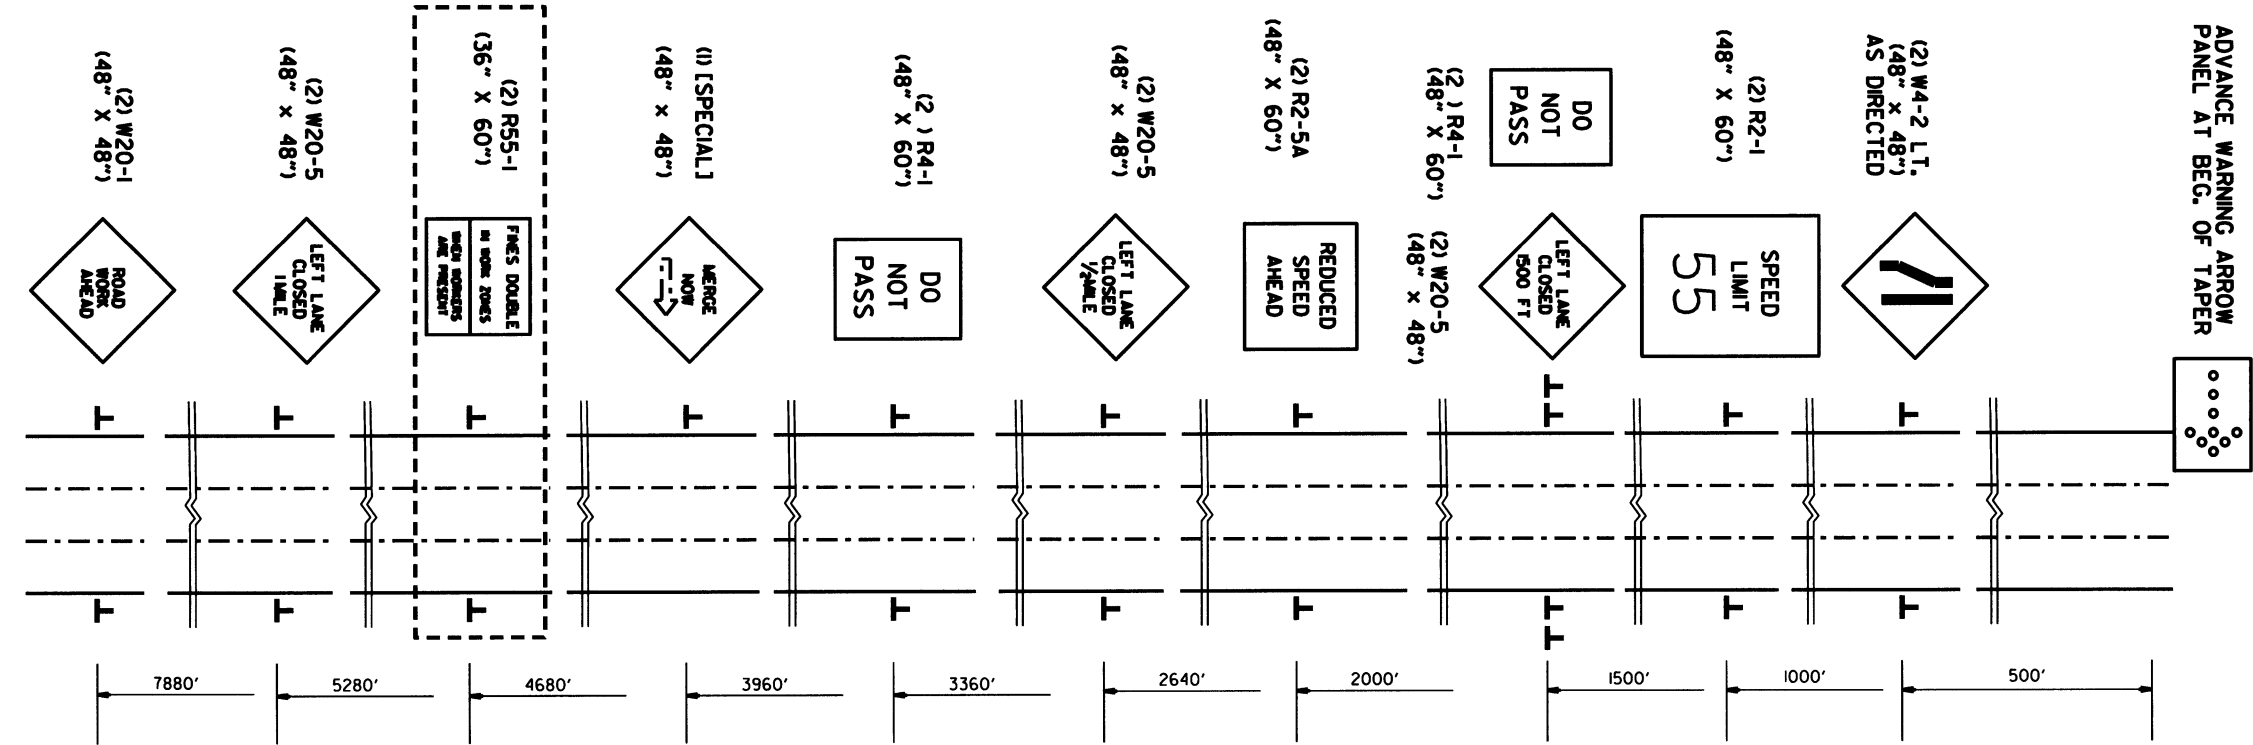 (2) W20-1
(48" × 48")
ROAD
WORK
AHEAD
(2) W20-5
(48" × 48")
LEFT LANE
CLOSED
1 MILE
(2) R55-1
(36" X 60")
FINES DOUBLE
IN WORK ZONES
WHEN WORKERS
ARE PRESENT
(1) [SPECIAL]
(48" × 48")
MERGE
NOW
(2 ) R4-1
(48" X 60")
DO
NOT
PASS
(2) W20-5
(48" × 48")
LEFT LANE
CLOSED
1/2 MILE
(2) R2-5A
(48" X 60")
REDUCED
SPEED
AHEAD
(2 ) R4-1
(48" X 60")
DO
NOT
PASS
(2) W20-5
(48" × 48")
LEFT LANE
CLOSED
1500 FT
(2) R2-1
(48" X 60")
SPEED
LIMIT
55
(2) W4-2 LT.
(48" × 48")
AS DIRECTED
ADVANCE WARNING ARROW
PANEL AT BEG. OF TAPER
7880'
5280'
4680'
3960'
3360'
2640'
2000'
1500'
1000'
500'